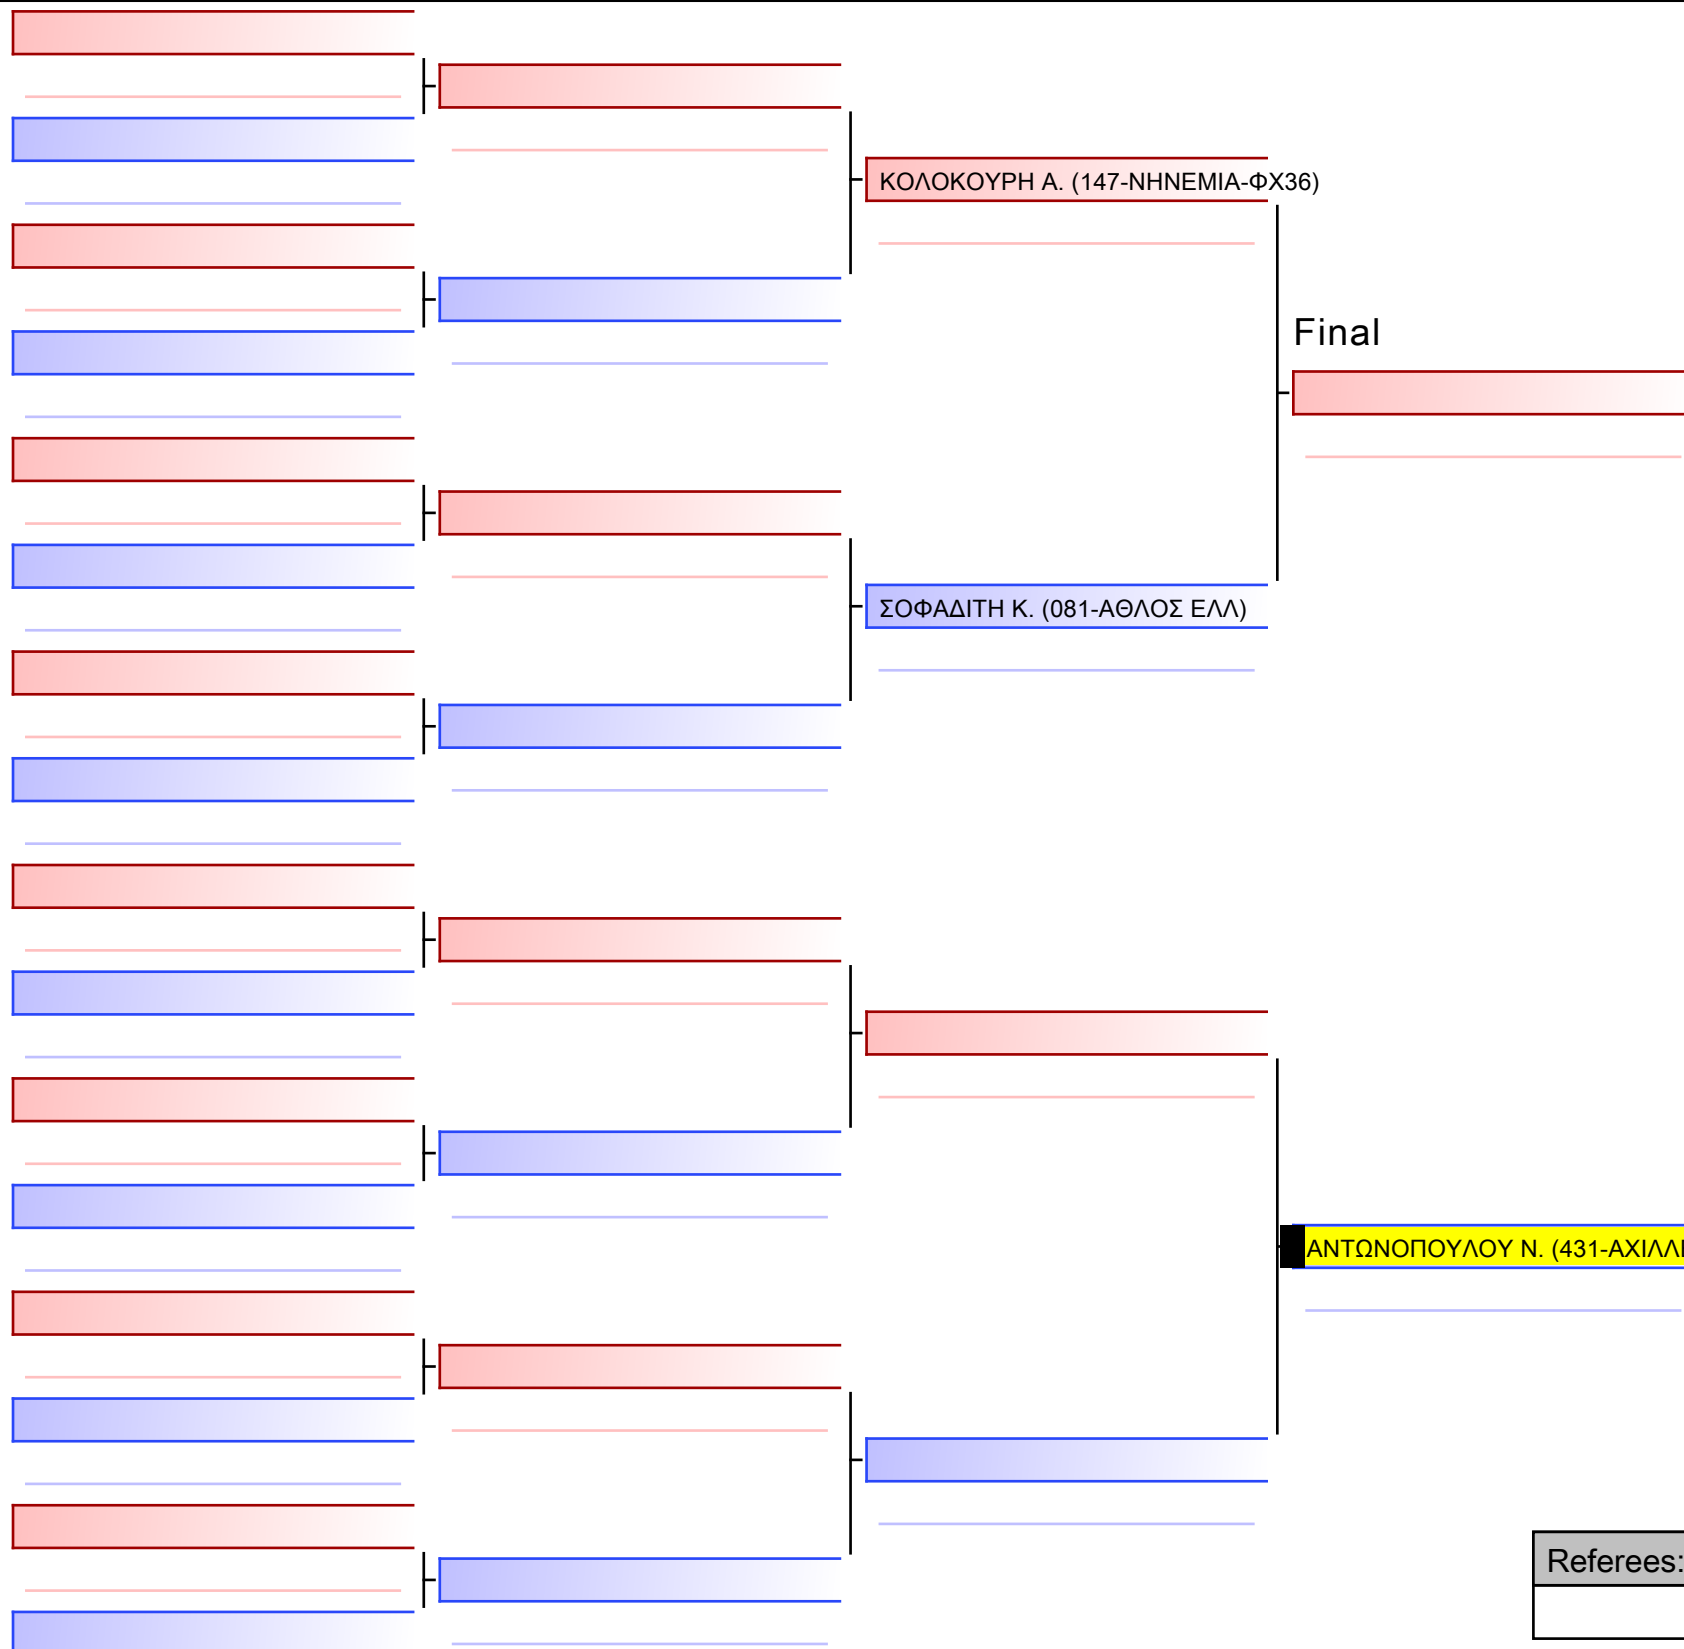 ΚΟΛΟΚΟΥΡΗ Α. (147-ΝΗΝΕΜΙΑ-ΦΧ36)
Final
ΣΟΦΑΔΙΤΗ Κ. (081-ΑΘΛΟΣ ΕΛΛ)
ΑΝΤΩΝΟΠΟΥΛΟΥ Ν. (431-ΑΧΙΛΛ
Referees: